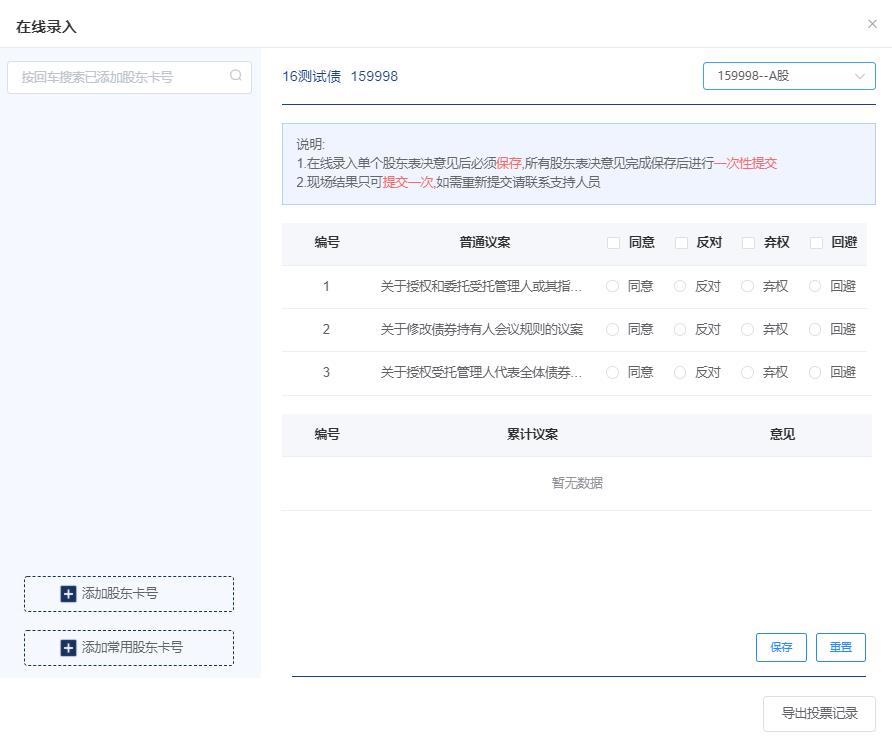 在线录入
按回车搜索已添加股东卡号
16测试债 159998
159998--A股
说明:
1.在线录入单个股东表决意见后必须保存,所有股东表决意见完成保存后进行一次性提交
2.现场结果只可提交一次,如需重新提交请联系支持人员
编号 普通议案 同意 反对 弃权 回避
1 关于授权和委托受托管理人或其指... 同意 反对 弃权 回避
2 关于修改债券持有人会议规则的议案 同意 反对 弃权 回避
3 关于授权受托管理人代表全体债券... 同意 反对 弃权 回避
编号 累计议案 意见
暂无数据
添加股东卡号
添加常用股东卡号
保存 重置
导出投票记录